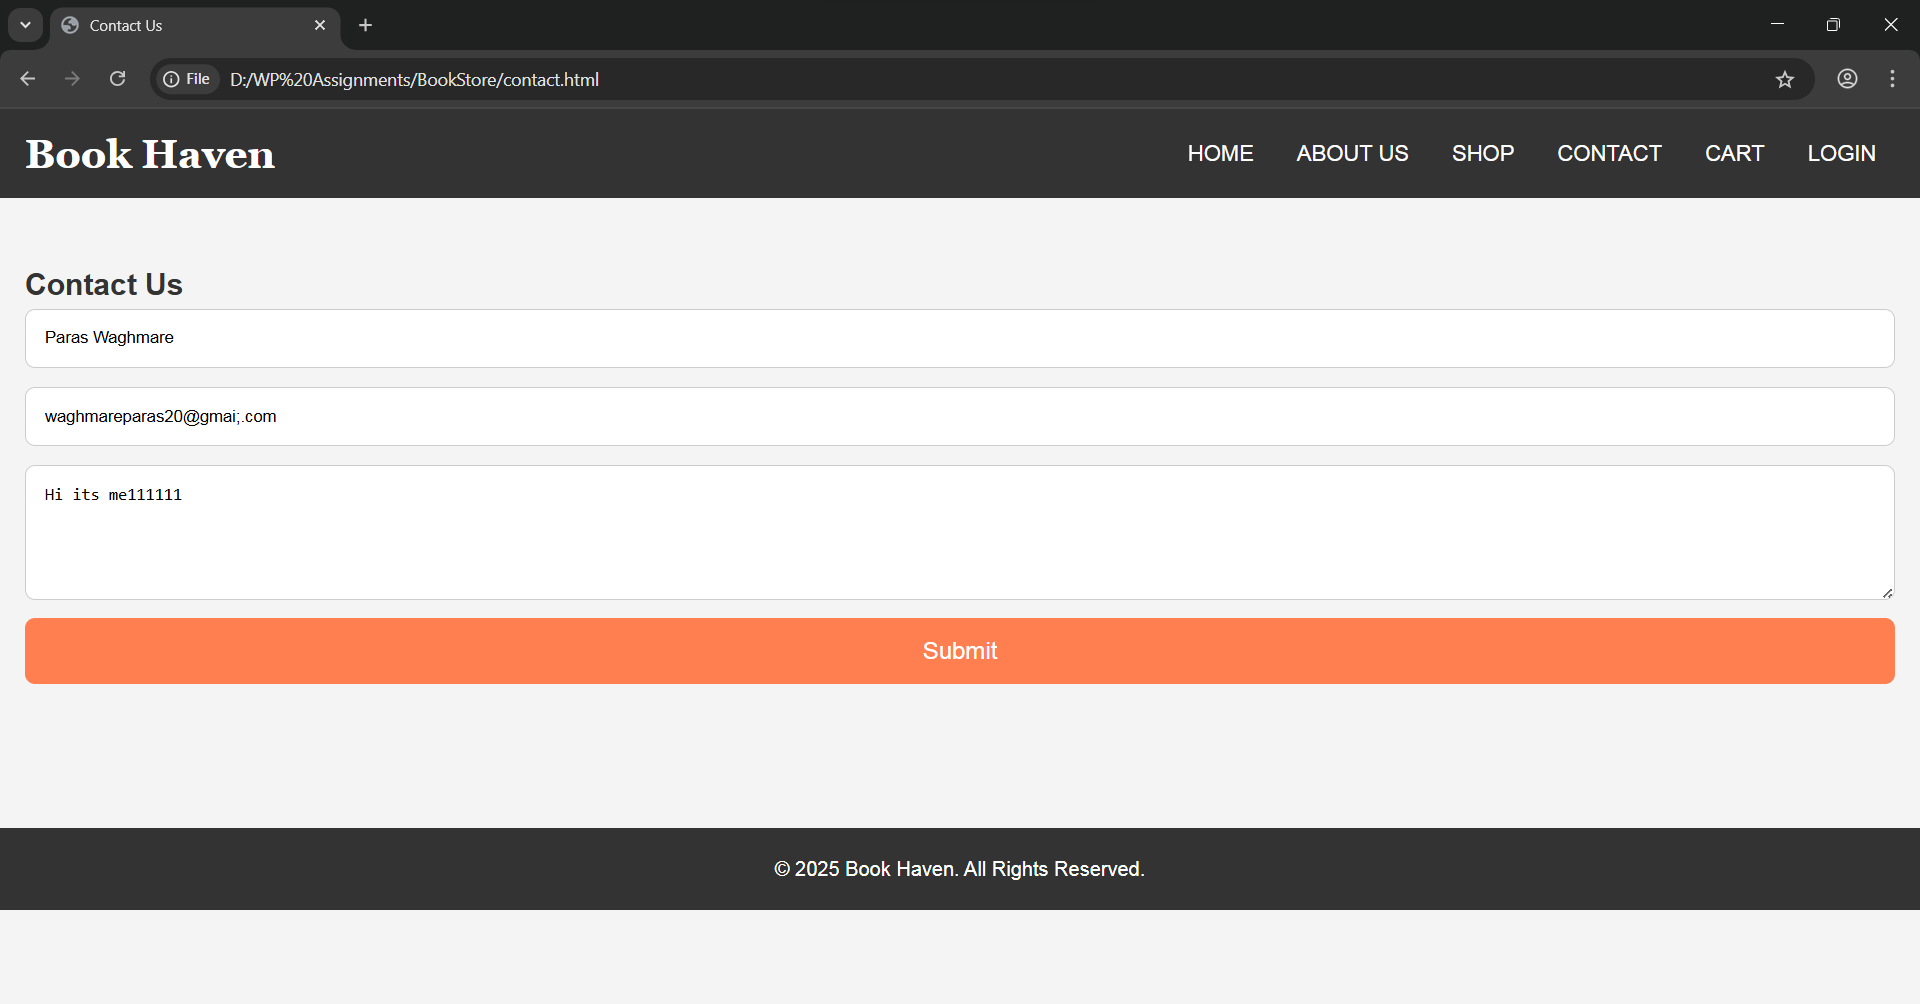 Contact Us
File D:/WP%20Assignments/BookStore/contact.html
Book Haven HOME ABOUT US SHOP CONTACT CART LOGIN
Contact Us
Paras Waghmare
waghmareparas20@gmai;.com
Hi its me111111
Submit
© 2025 Book Haven. All Rights Reserved.